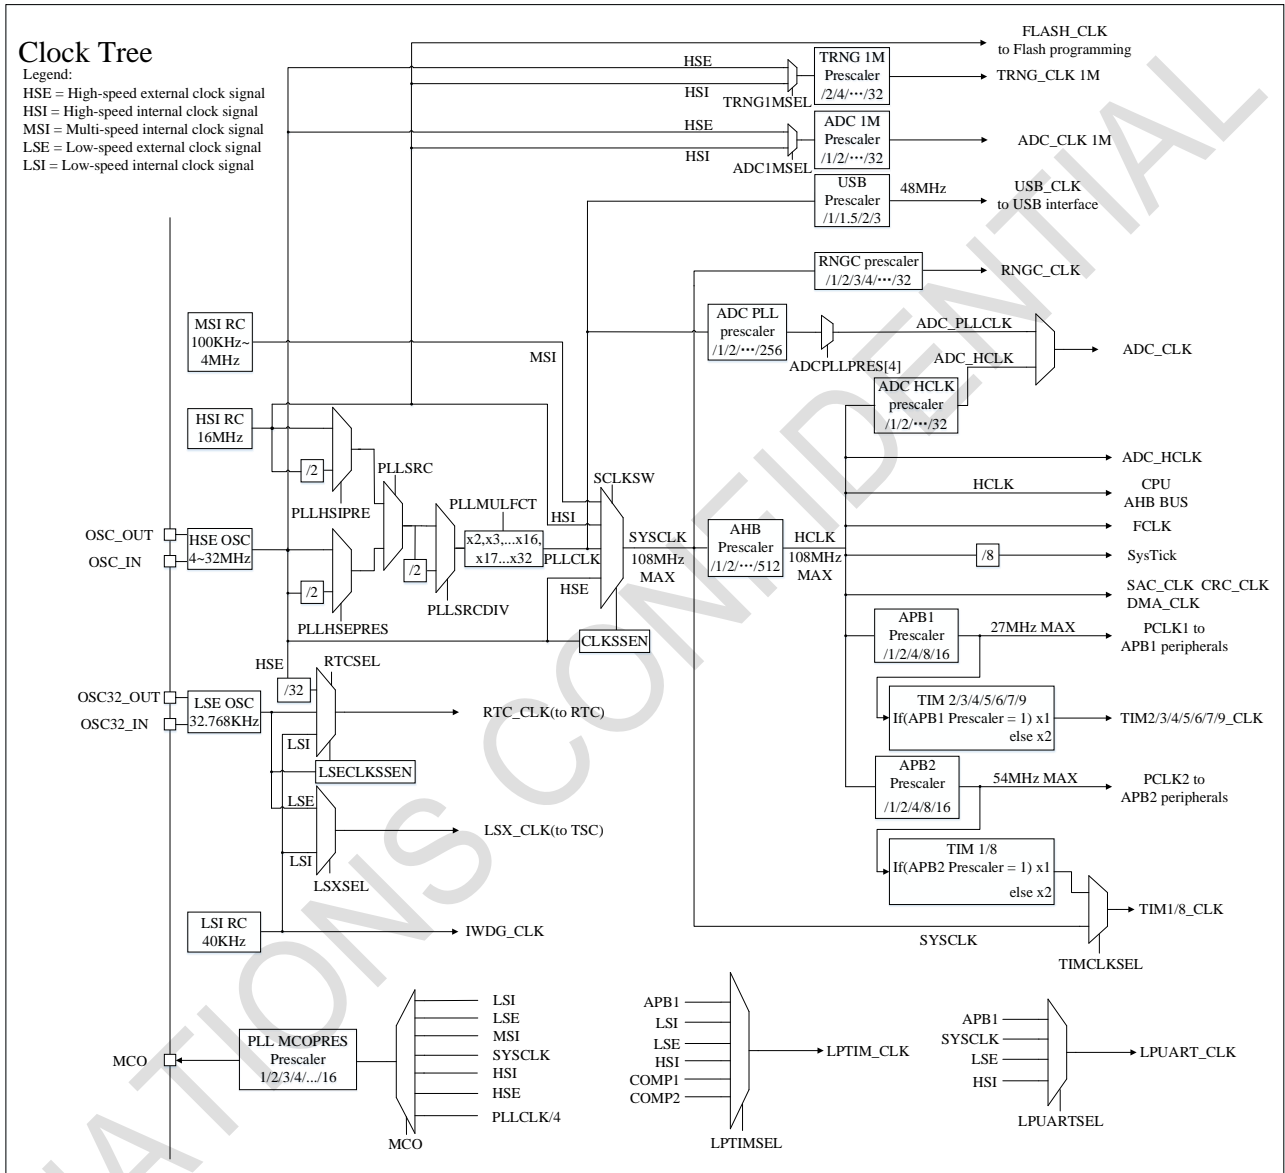 Clock Tree
Legend:
HSE = High-speed external clock signal
HSI = High-speed internal clock signal
MSI = Multi-speed internal clock signal
LSE = Low-speed external clock signal
LSI = Low-speed internal clock signal
FLASH_CLK
to Flash programming
HSE
HSI
TRNG1MSEL
TRNG 1M
Prescaler
/2/4/···/32
TRNG_CLK 1M
HSE
HSI
ADC1MSEL
ADC 1M
Prescaler
/1/2/···/32
ADC_CLK 1M
USB
Prescaler
/1/1.5/2/3
48MHz
USB_CLK
to USB interface
RNGC prescaler
/1/2/3/4/···/32
RNGC_CLK
MSI RC
100KHz~
4MHz
MSI
ADC PLL
prescaler
/1/2/···/256
ADCPLLPRES[4]
ADC_PLLCLK
ADC_HCLK
ADC_CLK
ADC HCLK
prescaler
/1/2/···/32
HSI RC
16MHz
/2
PLLHSIPRE
PLLSRC
PLLMULFCT
SCLKSW
ADC_HCLK
HCLK
CPU
AHB BUS
OSC_OUT
OSC_IN
HSE OSC
4~32MHz
/2
PLLHSEPRES
/2
PLLSRCDIV
x2,x3,...x16,
x17...x32
HSI
PLLCLK
HSE
CLKSSEN
SYSCLK
108MHz
MAX
AHB
Prescaler
/1/2/···/512
HCLK
108MHz
MAX
FCLK
/8
SysTick
SAC_CLK CRC_CLK
DMA_CLK
APB1
Prescaler
/1/2/4/8/16
27MHz MAX
PCLK1 to
APB1 peripherals
HSE
/32
RTCSEL
OSC32_OUT
OSC32_IN
LSE OSC
32.768KHz
LSI
RTC_CLK(to RTC)
LSECLKSSEN
TIM 2/3/4/5/6/7/9
If(APB1 Prescaler = 1) x1
else x2
TIM2/3/4/5/6/7/9_CLK
APB2
Prescaler
/1/2/4/8/16
54MHz MAX
PCLK2 to
APB2 peripherals
LSE
LSI
LSXSEL
LSX_CLK(to TSC)
TIM 1/8
If(APB2 Prescaler = 1) x1
else x2
TIM1/8_CLK
LSI RC
40KHz
IWDG_CLK
SYSCLK
TIMCLKSEL
MCO
PLL MCOPRES
Prescaler
1/2/3/4/.../16
LSI
LSE
MSI
SYSCLK
HSI
HSE
PLLCLK/4
MCO
APB1
LSI
LSE
HSI
COMP1
COMP2
LPTIMSEL
LPTIM_CLK
APB1
SYSCLK
LSE
HSI
LPUARTSEL
LPUART_CLK
NATIONS CONFIDENTIAL